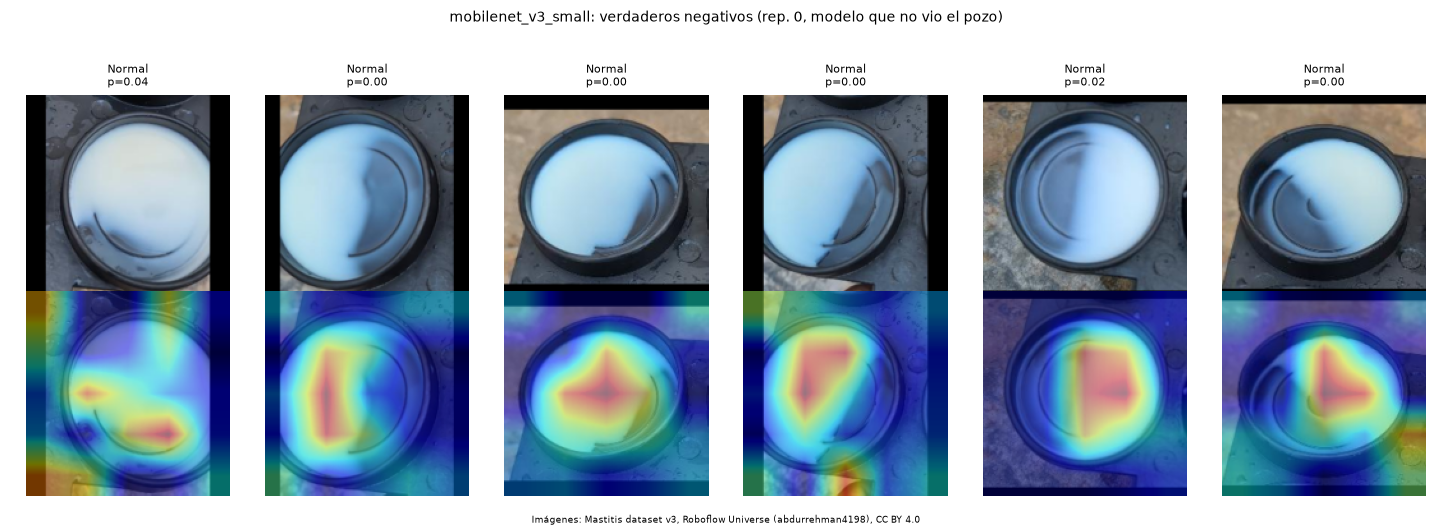 mobilenet_v3_small: verdaderos negativos (rep. 0, modelo que no vio el pozo)
Normal
p=0.04
Normal
p=0.00
Normal
p=0.00
Normal
p=0.00
Normal
p=0.02
Normal
p=0.00
Imágenes: Mastitis dataset v3, Roboflow Universe (abdurrehman4198), CC BY 4.0